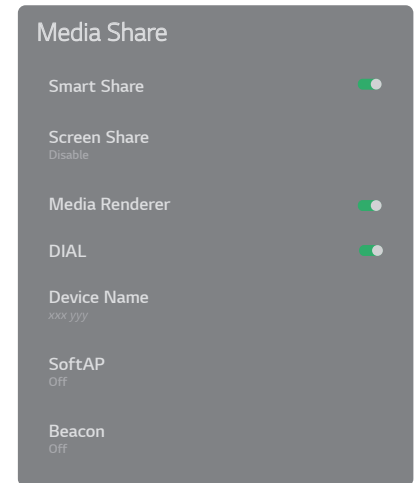 Media Share
Smart Share
Screen Share
Disable
Media Renderer
DIAL
Device Name
xxx yyy
SoftAP
Off
Beacon
Off